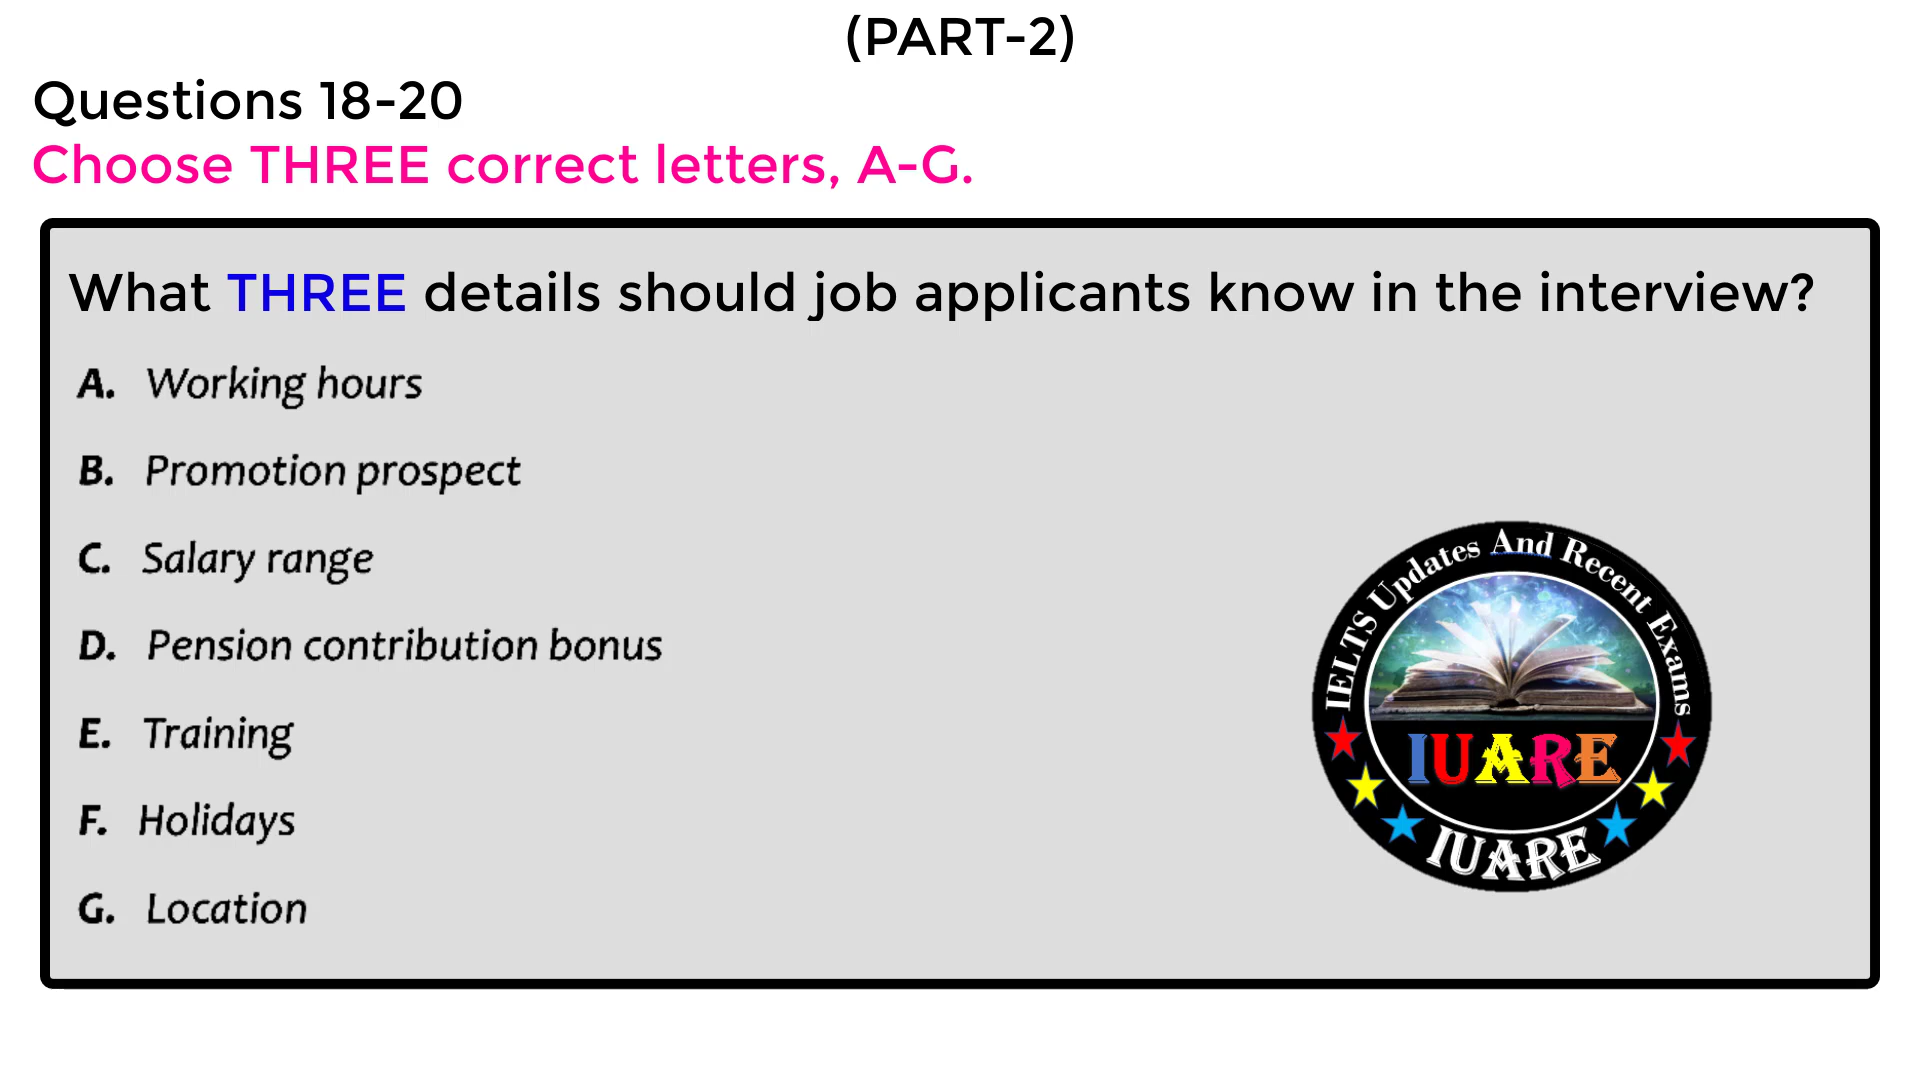 (PART-2)
Questions 18-20
Choose THREE correct letters, A-G.
What THREE details should job applicants know in the interview?
A. Working hours
B. Promotion prospect
C. Salary range
D. Pension contribution bonus
E. Training
F. Holidays
G. Location
IELTS Updates And Recent Exams
IUARE
IUARE